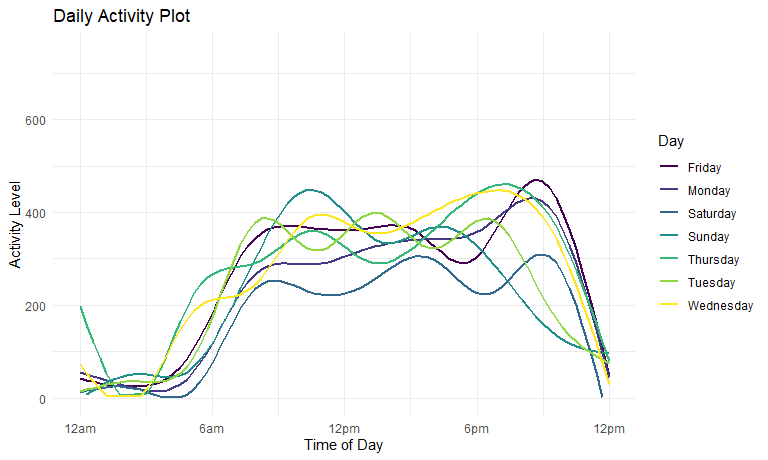 Daily Activity Plot
Activity Level
600
400
200
0
12am
6am
12pm
6pm
12pm
Time of Day
Day
Friday
Monday
Saturday
Sunday
Thursday
Tuesday
Wednesday